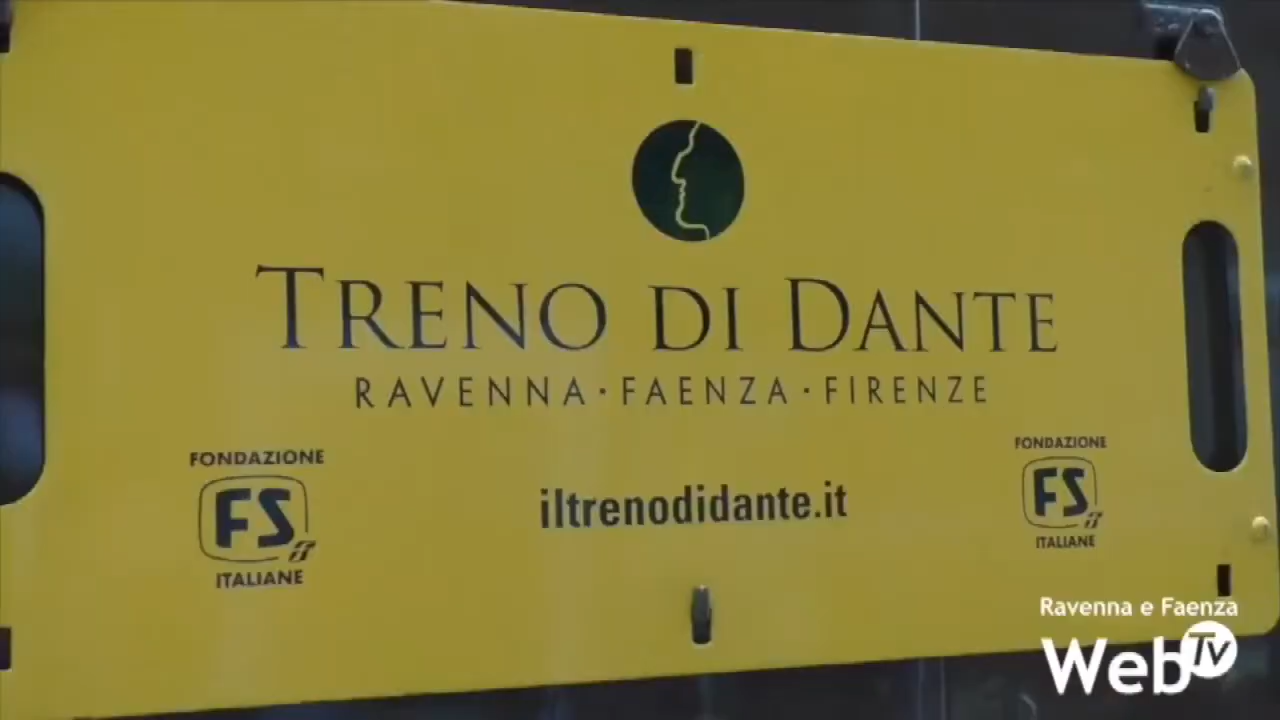 TRENO DI DANTE
RAVENNA · FAENZA · FIRENZE
FONDAZIONE
FS
ITALIANE
iltrenodidante.it
FONDAZIONE
FS
ITALIANE
Ravenna e Faenza
Web Tv